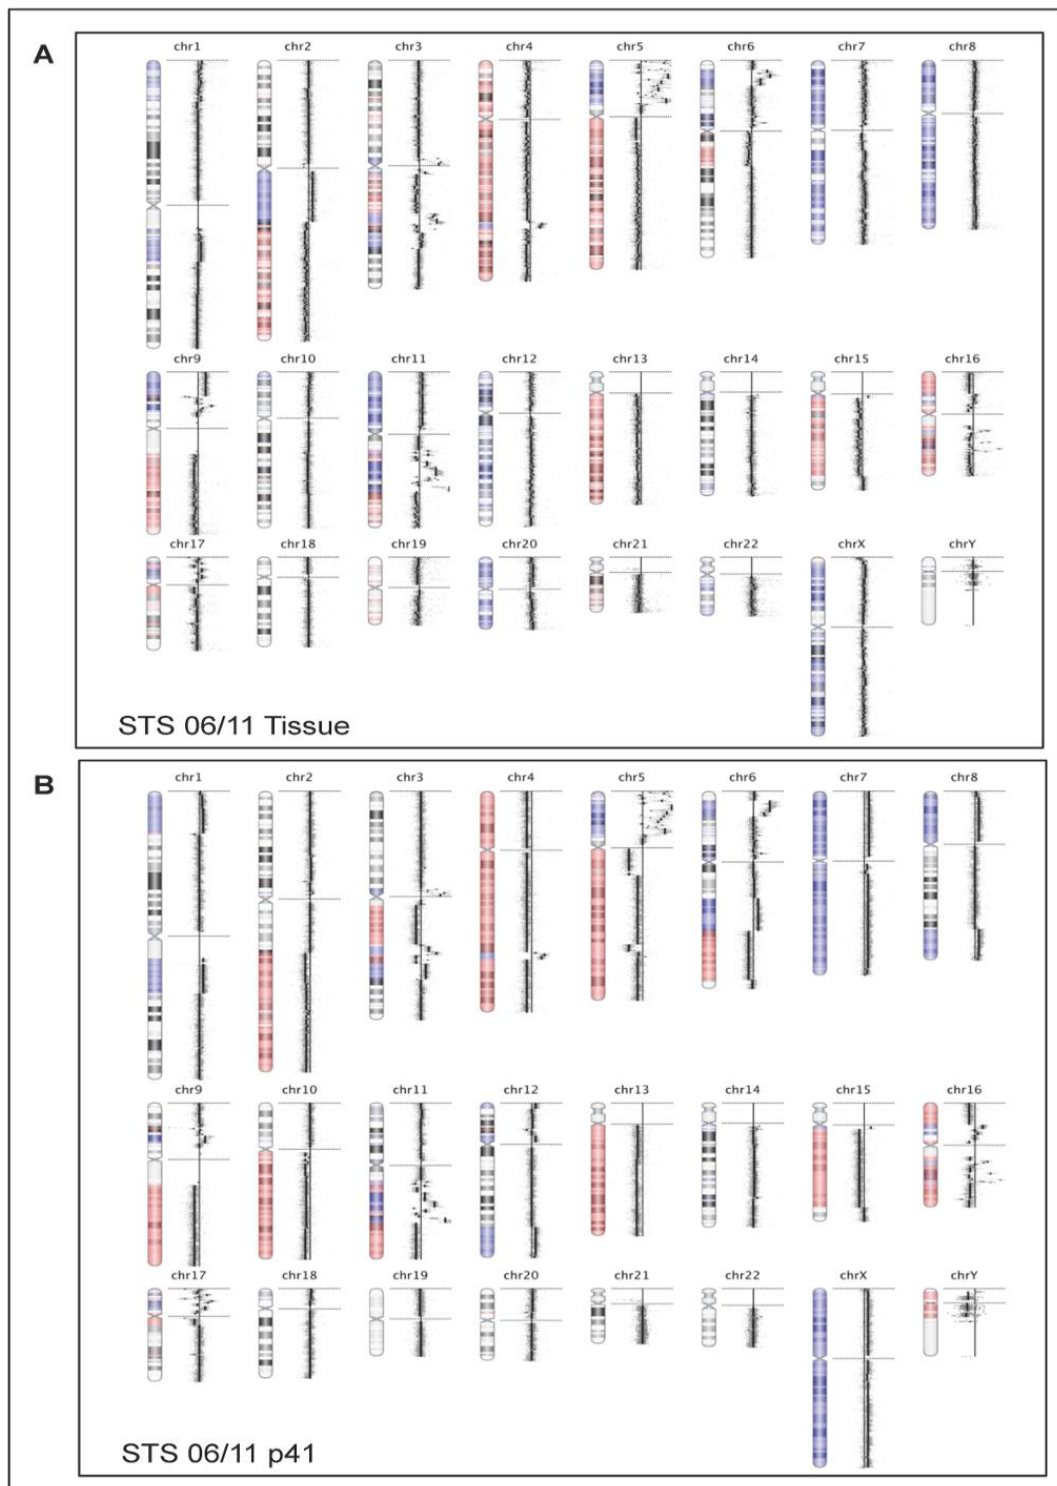 A
chr1 chr2 chr3 chr4 chr5 chr6 chr7 chr8
chr9 chr10 chr11 chr12 chr13 chr14 chr15 chr16
chr17 chr18 chr19 chr20 chr21 chr22 chrX chrY
STS 06/11 Tissue
B
chr1 chr2 chr3 chr4 chr5 chr6 chr7 chr8
chr9 chr10 chr11 chr12 chr13 chr14 chr15 chr16
chr17 chr18 chr19 chr20 chr21 chr22 chrX chrY
STS 06/11 p41